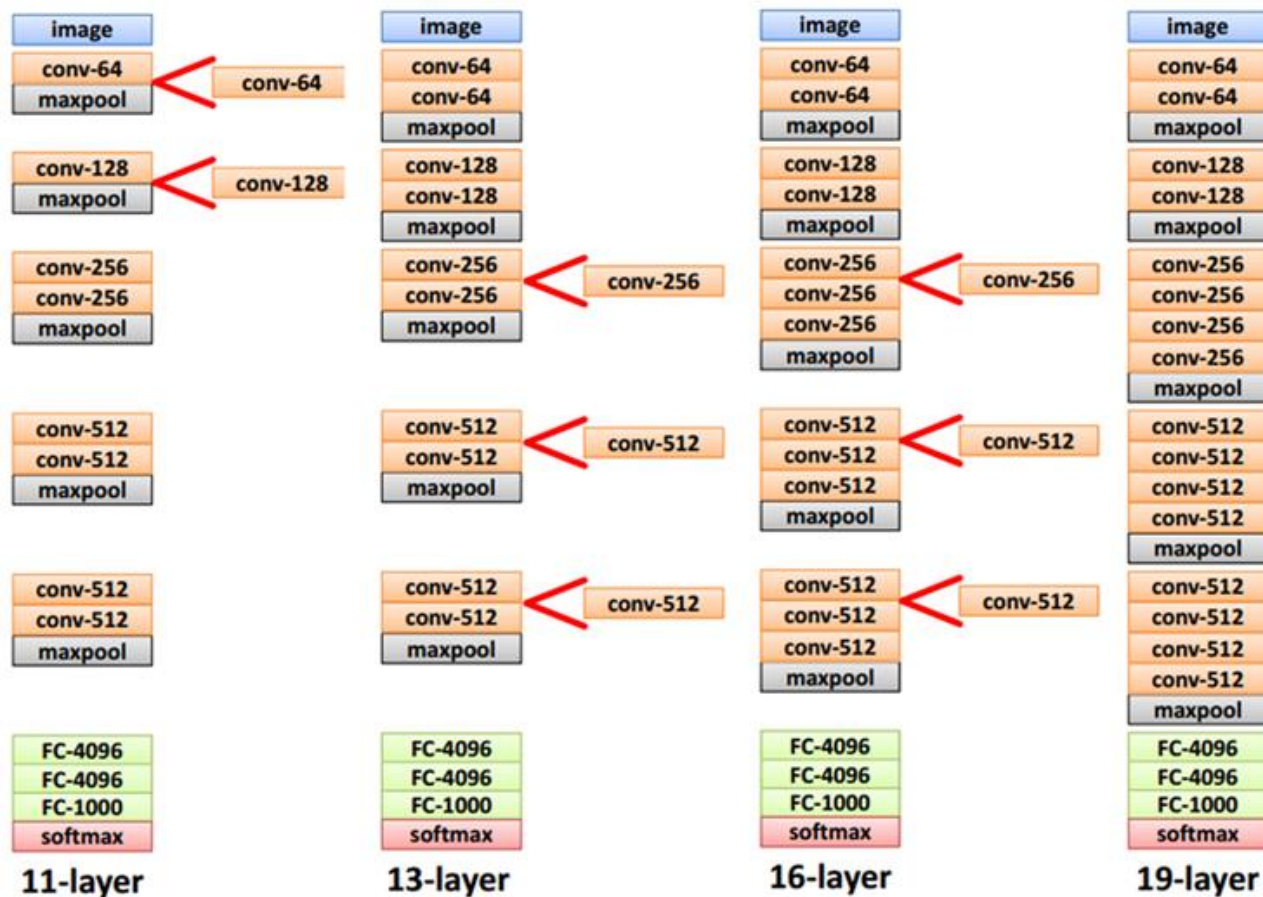 image
conv-64
maxpool
conv-64
conv-128
maxpool
conv-128
conv-256
conv-256
maxpool
conv-512
conv-512
maxpool
conv-512
conv-512
maxpool
FC-4096
FC-4096
FC-1000
softmax
11-layer
image
conv-64
conv-64
maxpool
conv-128
conv-128
maxpool
conv-256
conv-256
maxpool
conv-256
conv-512
conv-512
maxpool
conv-512
conv-512
conv-512
maxpool
conv-512
FC-4096
FC-4096
FC-1000
softmax
13-layer
image
conv-64
conv-64
maxpool
conv-128
conv-128
maxpool
conv-256
conv-256
conv-256
maxpool
conv-256
conv-512
conv-512
conv-512
maxpool
conv-512
conv-512
conv-512
conv-512
maxpool
conv-512
FC-4096
FC-4096
FC-1000
softmax
16-layer
image
conv-64
conv-64
maxpool
conv-128
conv-128
maxpool
conv-256
conv-256
conv-256
conv-256
maxpool
conv-512
conv-512
conv-512
conv-512
maxpool
conv-512
conv-512
conv-512
conv-512
maxpool
FC-4096
FC-4096
FC-1000
softmax
19-layer